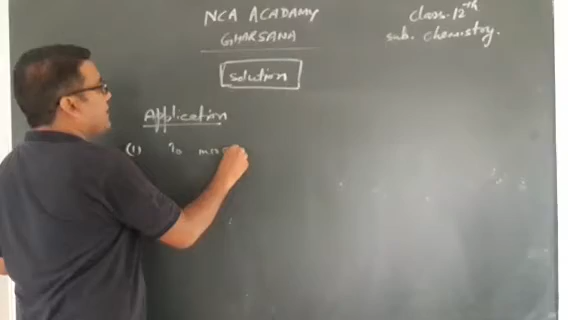 NCA ACADAMY
GHARSANA
class-12th
sub. chemistry.
solution
Application
(1)